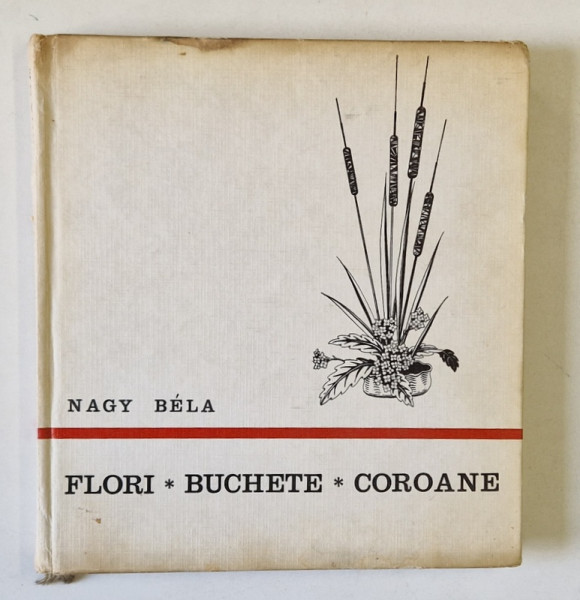 NAGY BÉLA
FLORI * BUCHETE * COROANE